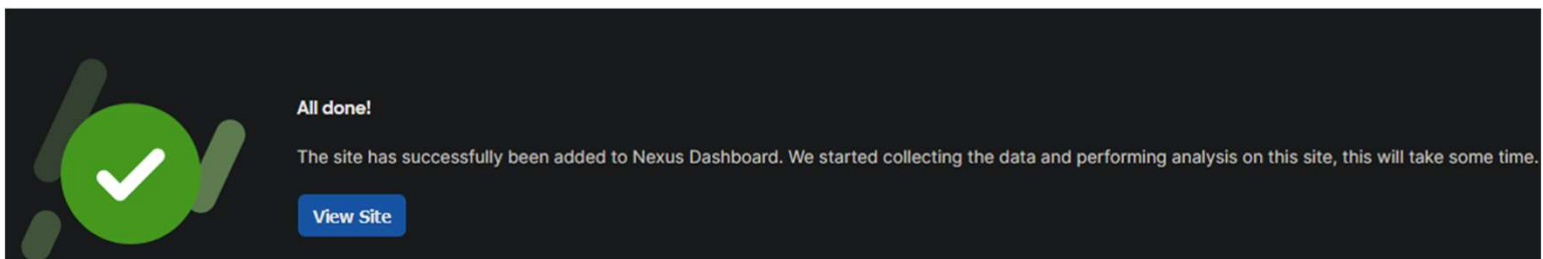 All done!
The site has successfully been added to Nexus Dashboard. We started collecting the data and performing analysis on this site, this will take some time.
View Site